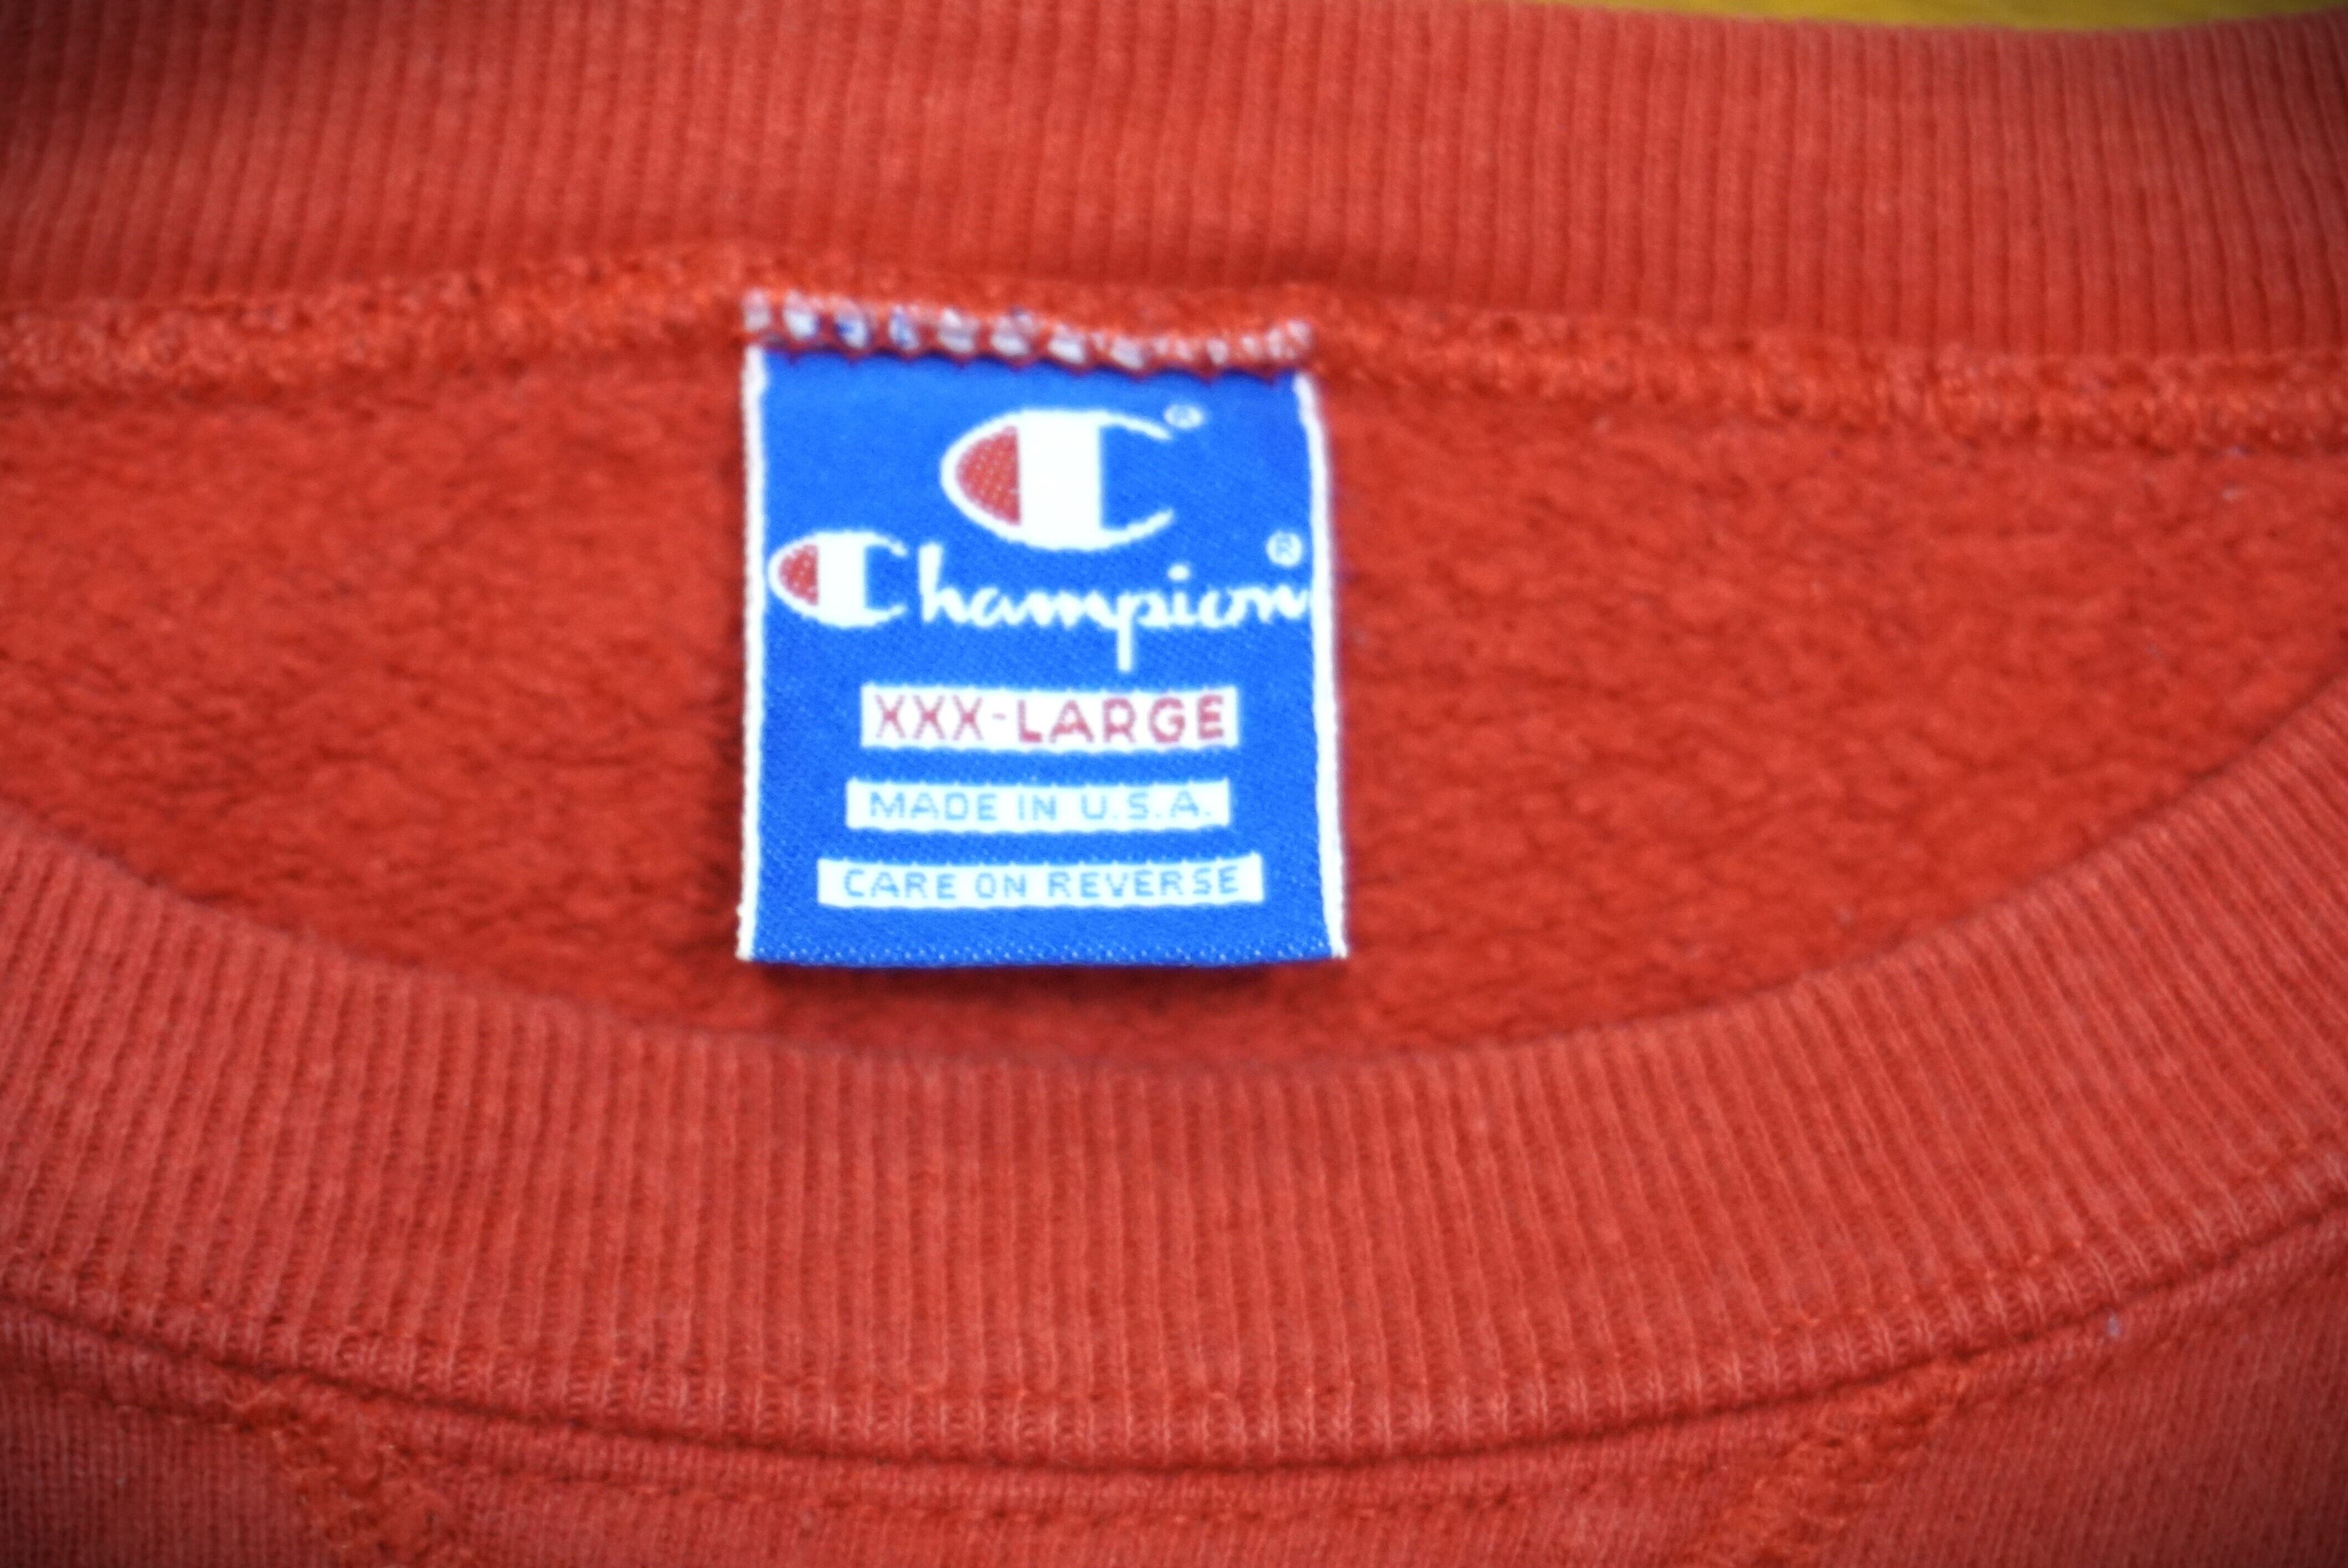 C®
Champion®
XXX-LARGE
MADE IN U.S.A.
CARE ON REVERSE